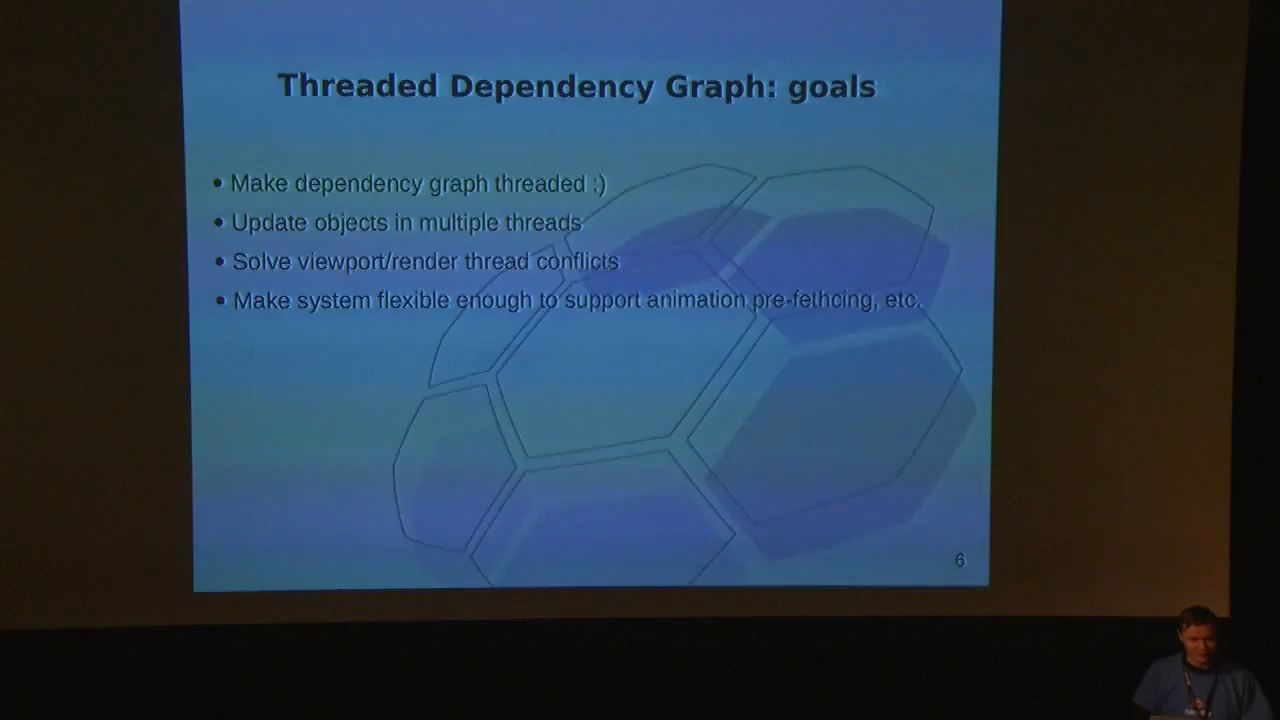 Threaded Dependency Graph: goals
• Make dependency graph threaded :)
• Update objects in multiple threads
• Solve viewport/render thread conflicts
• Make system flexible enough to support animation pre-fethcing, etc.
6